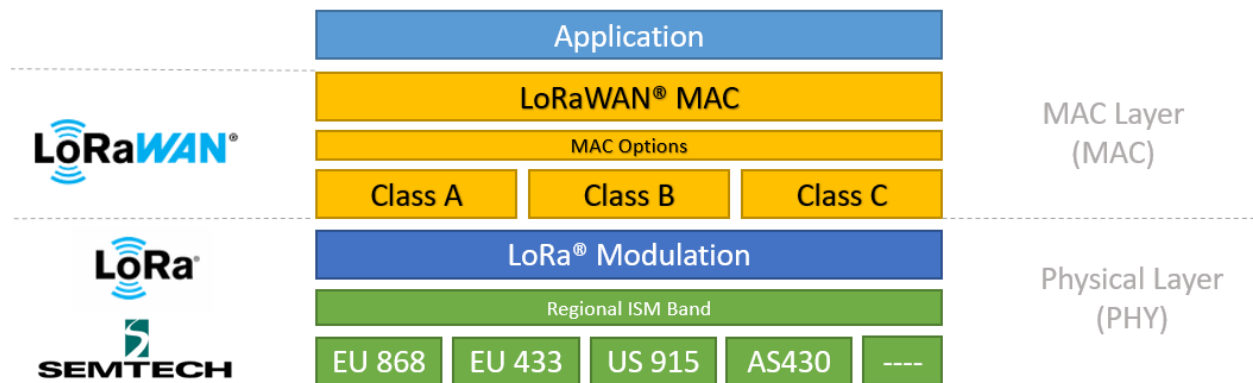 Application
LoRaWAN® MAC
LoRaWAN®
MAC Layer
(MAC)
MAC Options
Class A Class B Class C
LoRa® Modulation
LoRa®
Physical Layer
(PHY)
Regional ISM Band
SEMTECH
EU 868 EU 433 US 915 AS430 ----